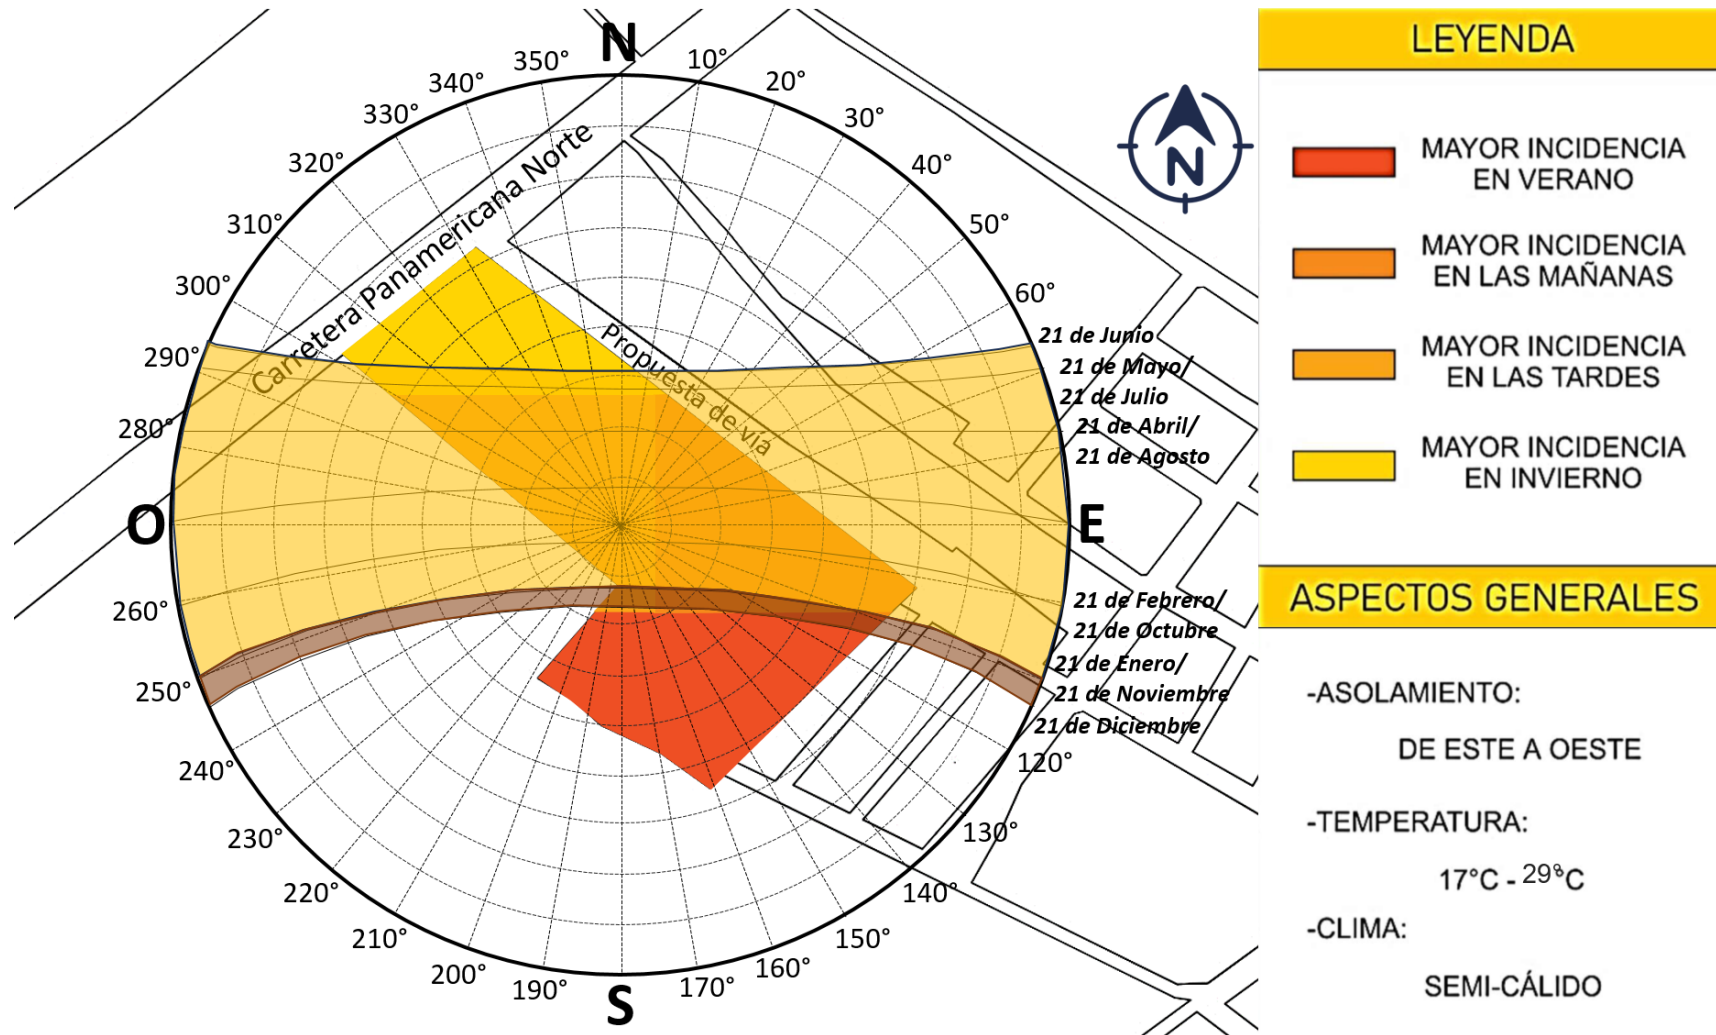 N
350°
10°
340°
20°
330°
30°
320°
40°
310°
50°
300°
60°
290°
280°
O
E
260°
250°
240°
120°
230°
130°
220°
140°
210°
150°
200°
160°
190°
170°
S
Carretera Panamericana Norte
Propuesta de vía
21 de Junio
21 de Mayo/
21 de Julio
21 de Abril/
21 de Agosto
21 de Febrero/
21 de Octubre
21 de Enero/
21 de Noviembre
21 de Diciembre
N
LEYENDA
MAYOR INCIDENCIA
EN VERANO
MAYOR INCIDENCIA
EN LAS MAÑANAS
MAYOR INCIDENCIA
EN LAS TARDES
MAYOR INCIDENCIA
EN INVIERNO
ASPECTOS GENERALES
-ASOLAMIENTO:
DE ESTE A OESTE
-TEMPERATURA:
17°C - 29°C
-CLIMA:
SEMI-CÁLIDO